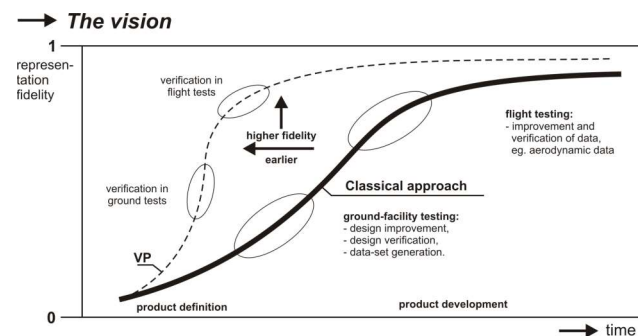 The vision
1
represen-
tation
fidelity
verification in
flight tests
higher fidelity
earlier
flight testing:
- improvement and
verification of data,
eg. aerodynamic data
verification in
ground tests
Classical approach
ground-facility testing:
- design improvement,
- design verification,
- data-set generation.
VP
product definition
product development
0
time